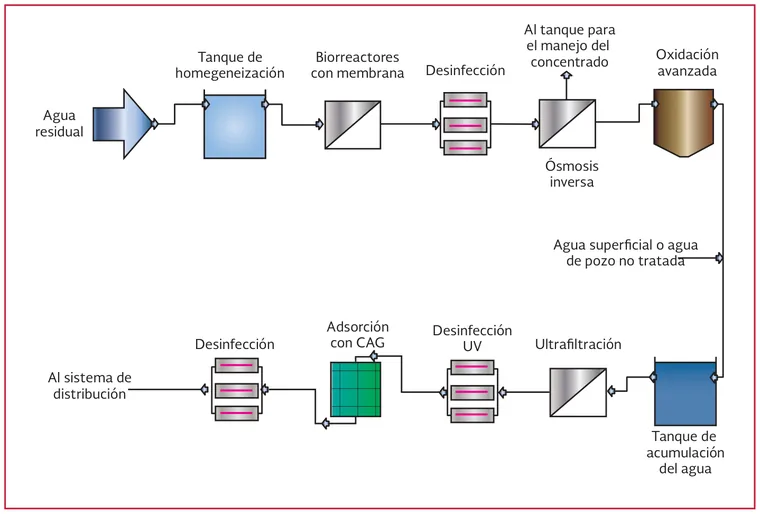 Agua
residual
Tanque de
homegeneización
Biorreactores
con membrana
Desinfección
Al tanque para
el manejo del
concentrado
Ósmosis
inversa
Oxidación
avanzada
Agua superficial o agua
de pozo no tratada
Tanque de
acumulación
del agua
Ultrafiltración
Desinfección
UV
Adsorción
con CAG
Desinfección
Al sistema de
distribución